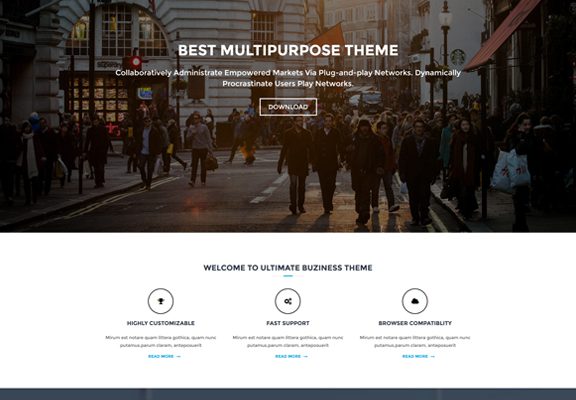 BEST MULTIPURPOSE THEME
Collaboratively Administrate Empowered Markets Via Plug-and-play Networks. Dynamically
Procrastinate Users Play Networks.
DOWNLOAD
WELCOME TO ULTIMATE BUZINESS THEME
HIGHLY CUSTOMIZABLE
Mirum est notare quam littera gothica, quam nunc
putamus parum claram, anteposuerit
READ MORE →
FAST SUPPORT
Mirum est notare quam littera gothica, quam nunc
putamus parum claram, anteposuerit
READ MORE →
BROWSER COMPATIBLITY
Mirum est notare quam littera gothica, quam nunc
putamus parum claram, anteposuerit
READ MORE →